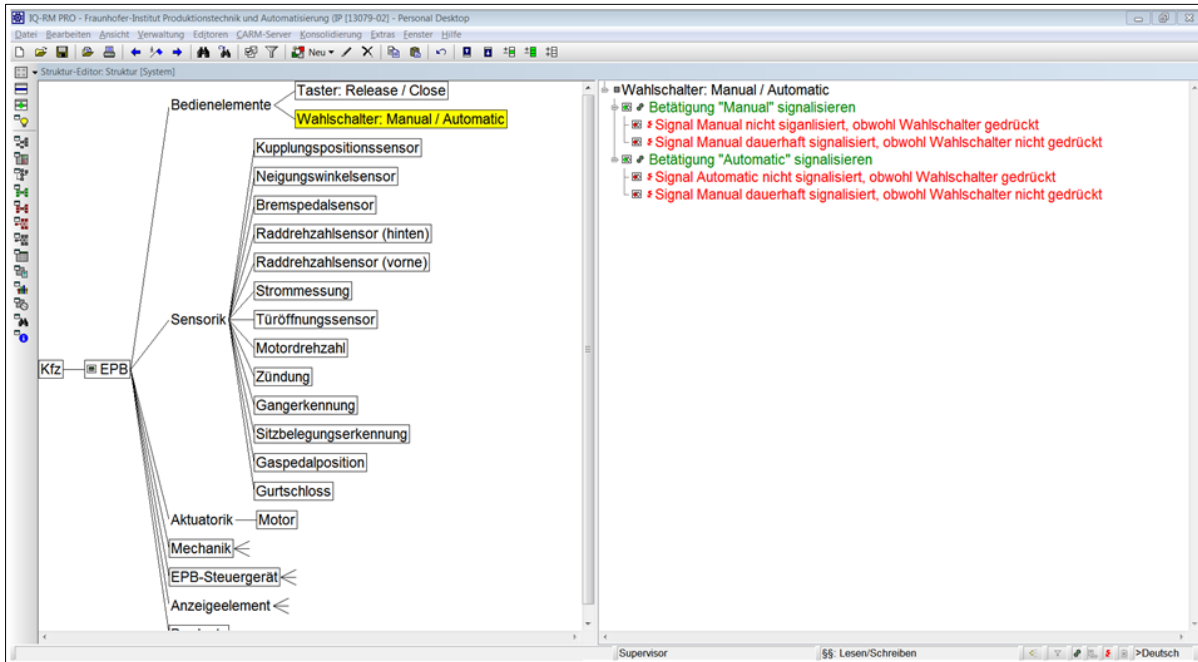 IQ-RM PRO - Fraunhofer-Institut Produktionstechnik und Automatisierung (IP [13079-02] - Personal Desktop
Datei Bearbeiten Ansicht Verwaltung Editoren CARM-Server Konsolidierung Extras Fenster Hilfe
Neu
Struktur-Editor: Struktur [System]
Kfz
EPB
Bedienelemente
Taster: Release / Close
Wahlschalter: Manual / Automatic
Sensorik
Kupplungspositionssensor
Neigungswinkelsensor
Bremspedalsensor
Raddrehzahlsensor (hinten)
Raddrehzahlsensor (vorne)
Strommessung
Türöffnungssensor
Motordrehzahl
Zündung
Gangerkennung
Sitzbelegungserkennung
Gaspedalposition
Gurtschloss
Aktuatorik
Motor
Mechanik
EPB-Steuergerät
Anzeigeelement
Wahlschalter: Manual / Automatic
Betätigung "Manual" signalisieren
Signal Manual nicht siganlisiert, obwohl Wahlschalter gedrückt
Signal Manual dauerhaft signalisiert, obwohl Wahlschalter nicht gedrückt
Betätigung "Automatic" signalisieren
Signal Automatic nicht signalisiert, obwohl Wahlschalter gedrückt
Signal Manual dauerhaft signalisiert, obwohl Wahlschalter nicht gedrückt
Supervisor
§§: Lesen/Schreiben
>Deutsch